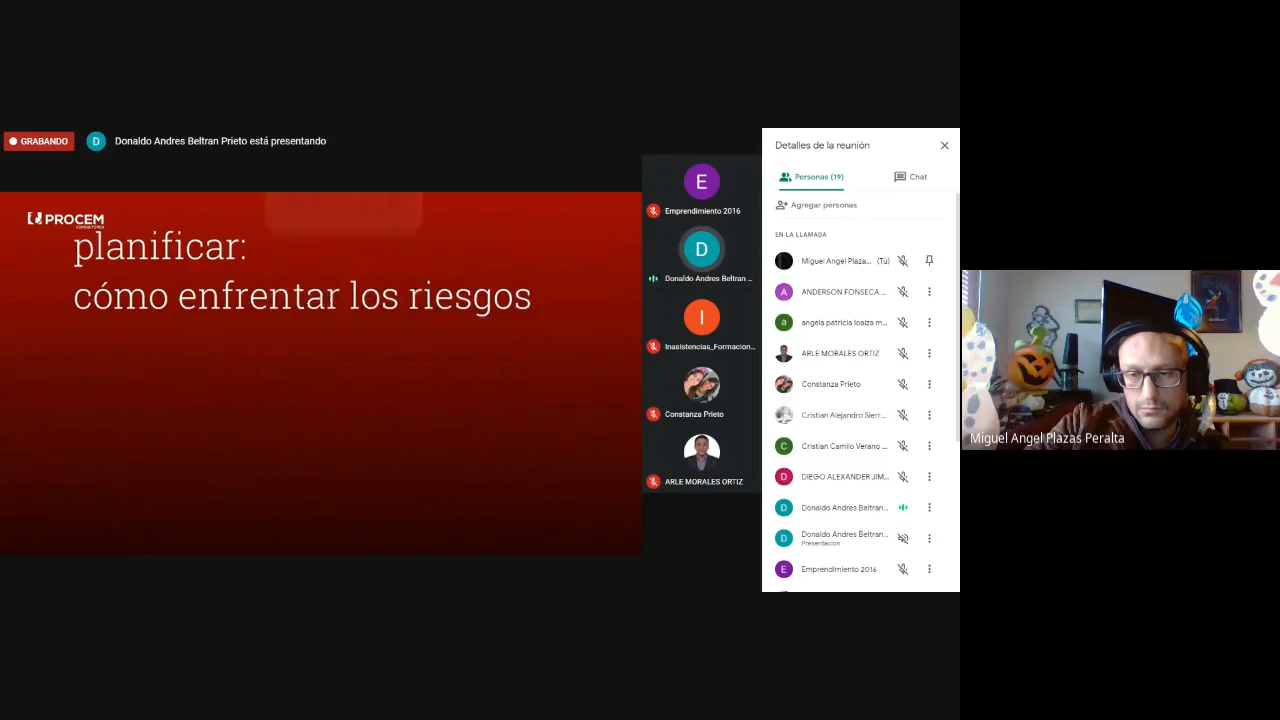 GRABANDO
D
Donaldo Andres Beltran Prieto está presentando
PROCEM
CONSULTORES
planificar:
cómo enfrentar los riesgos
E
Emprendimiento 2016
D
Donaldo Andres Beltran ...
I
Inasistencias_Formacion...
Constanza Prieto
ARLE MORALES ORTIZ
Detalles de la reunión
Personas (19)
Chat
Agregar personas
EN LA LLAMADA
Miguel Angel Plaza... (Tú)
A
ANDERSON FONSECA ...
a
angela patricia loaiza m...
ARLE MORALES ORTIZ
Constanza Prieto
Cristian Alejandro Sierr...
C
Cristian Camilo Verano ...
D
DIEGO ALEXANDER JIM...
D
Donaldo Andres Beltran...
D
Donaldo Andres Beltran...
Presentación
E
Emprendimiento 2016
Miguel Angel Plazas Peralta